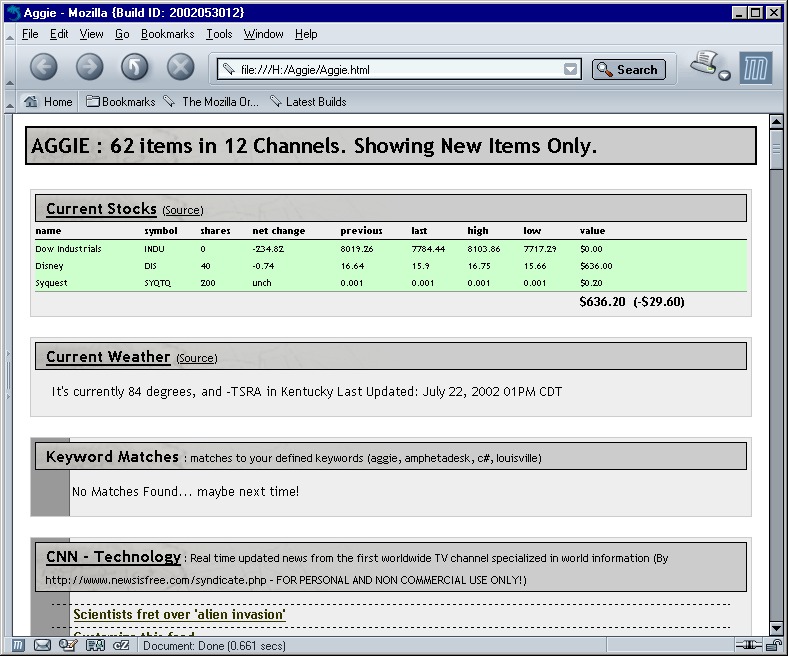 Aggie - Mozilla {Build ID: 2002053012}
File Edit View Go Bookmarks Tools Window Help
file:///H:/Aggie/Aggie.html Search
Home Bookmarks The Mozilla Or... Latest Builds
AGGIE : 62 items in 12 Channels. Showing New Items Only.
Current Stocks (Source)
name symbol shares net change previous last high low value
Dow Industrials INDU 0 -234.82 8019.26 7784.44 8103.86 7717.29 $0.00
Disney DIS 40 -0.74 16.64 15.9 16.75 15.66 $636.00
Syquest SYQTQ 200 unch 0.001 0.001 0.001 0.001 $0.20
$636.20 (-$29.60)
Current Weather (Source)
It's currently 84 degrees, and -TSRA in Kentucky Last Updated: July 22, 2002 01PM CDT
Keyword Matches : matches to your defined keywords (aggie, amphetadesk, c#, louisville)
No Matches Found... maybe next time!
CNN - Technology : Real time updated news from the first worldwide TV channel specialized in world information (By
http://www.newsisfree.com/syndicate.php - FOR PERSONAL AND NON COMMERCIAL USE ONLY!)
Scientists fret over 'alien invasion'
Customize this feed
Document: Done (0.661 secs)